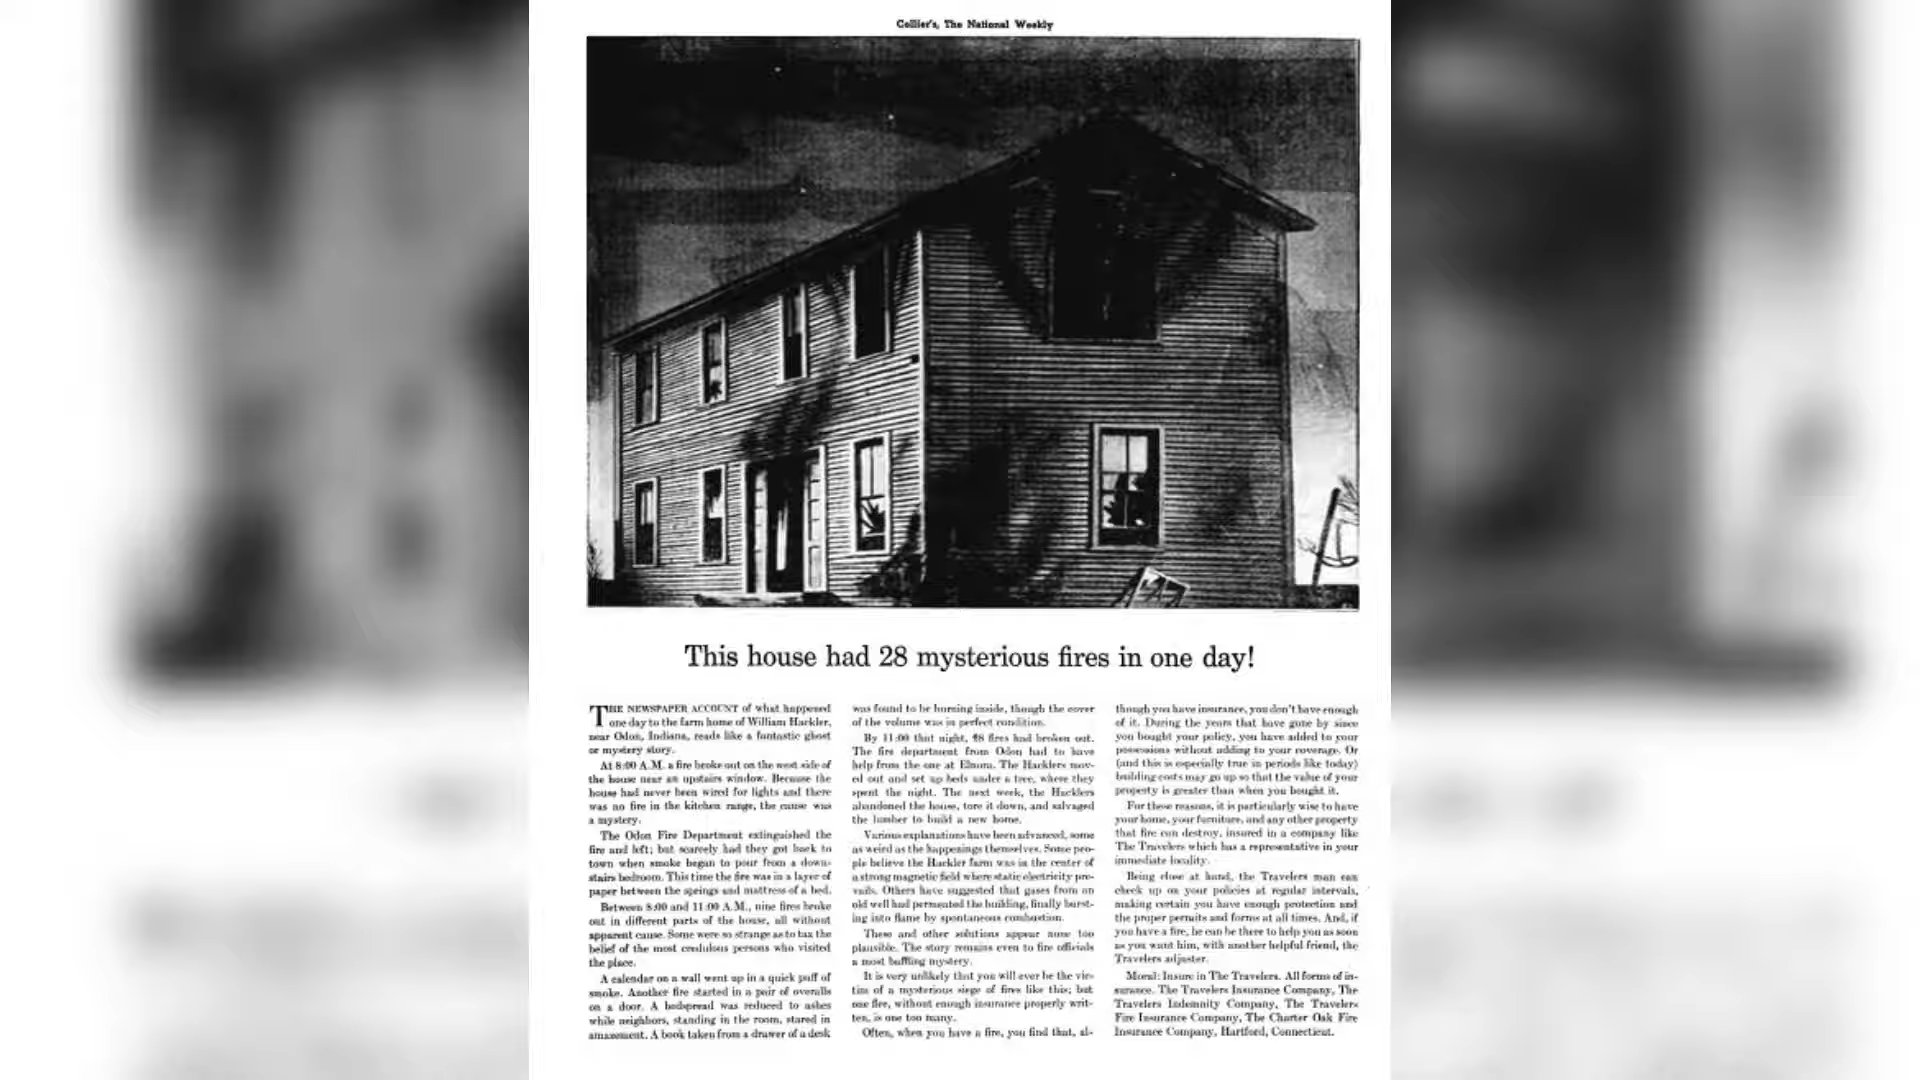 Collier's, The National Weekly
This house had 28 mysterious fires in one day!
THE NEWSPAPER ACCOUNT of what happened
one day to the farm home of William Hackler,
near Odon, Indiana, reads like a fantastic ghost
or mystery story.
At 8:00 A.M. a fire broke out on the west side of
the house near an upstairs window. Because the
house had never been wired for lights and there
was no fire in the kitchen range, the cause was
a mystery.
The Odon Fire Department extinguished the
fire and left; but scarcely had they got back to
town when smoke began to pour from a down-
stairs bedroom. This time the fire was in a layer of
paper between the springs and mattress of a bed.
Between 8:00 and 11:00 A.M., nine fires broke
out in different parts of the house, all without
apparent cause. Some were so strange as to tax the
belief of the most credulous persons who visited
the place.
A calendar on a wall went up in a quick puff of
smoke. Another fire started in a pair of overalls
on a door. A bedspread was reduced to ashes
while neighbors, standing in the room, stared in
amazement. A book taken from a drawer of a desk
was found to be burning inside, though the cover
of the volume was in perfect condition.
By 11:00 that night, 28 fires had broken out.
The fire department from Odon had to have
help from the one at Elnora. The Hacklers mov-
ed out and set up beds under a tree, where they
spent the night. The next week, the Hacklers
abandoned the house, tore it down, and salvaged
the lumber to build a new home.
Various explanations have been advanced, some
as weird as the happenings themselves. Some peo-
ple believe the Hackler farm was in the center of
a strong magnetic field where static electricity pre-
vails. Others have suggested that gases from an
old well had permeated the building, finally burst-
ing into flame by spontaneous combustion.
These and other solutions appear none too
plausible. The story remains even to fire officials
a most baffling mystery.
It is very unlikely that you will ever be the vic-
tim of a mysterious siege of fires like this; but
one fire, without enough insurance properly writ-
ten, is one too many.
Often, when you have a fire, you find that, al-
though you have insurance, you don't have enough
of it. During the years that have gone by since
you bought your policy, you have added to your
possessions without adding to your coverage. Or
(and this is especially true in periods like today)
building costs may go up so that the value of your
property is greater than when you bought it.
For these reasons, it is particularly wise to have
your home, your furniture, and any other property
that fire can destroy, insured in a company like
The Travelers which has a representative in your
immediate locality.
Being close at hand, the Travelers man can
check up on your policies at regular intervals,
making certain you have enough protection and
the proper permits and forms at all times. And, if
you have a fire, he can be there to help you as soon
as you want him, with another helpful friend, the
Travelers adjuster.
Moral: Insure in The Travelers. All forms of in-
surance. The Travelers Insurance Company, The
Travelers Indemnity Company, The Travelers
Fire Insurance Company, The Charter Oak Fire
Insurance Company, Hartford, Connecticut.